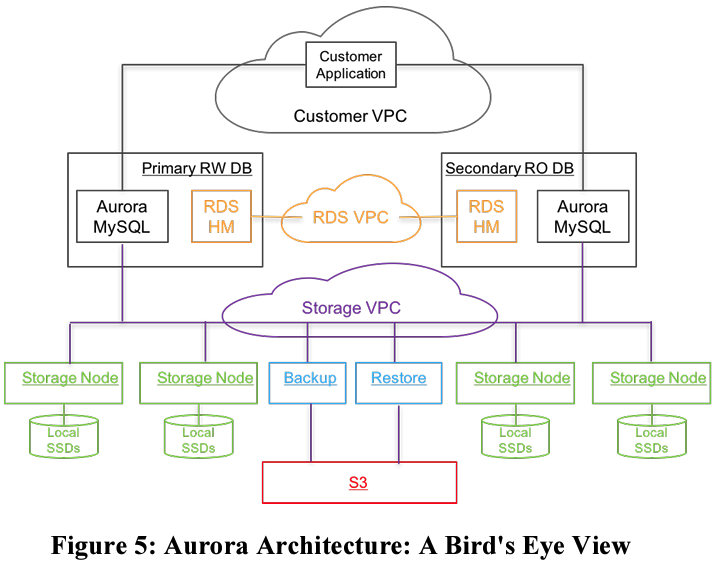 Customer
Application
Customer VPC
Primary RW DB
Secondary RO DB
Aurora
MySQL
RDS
HM
RDS VPC
RDS
HM
Aurora
MySQL
Storage VPC
Storage Node
Storage Node
Backup
Restore
Storage Node
Storage Node
Local
SSDs
Local
SSDs
Local
SSDs
Local
SSDs
S3
Figure 5: Aurora Architecture: A Bird's Eye View